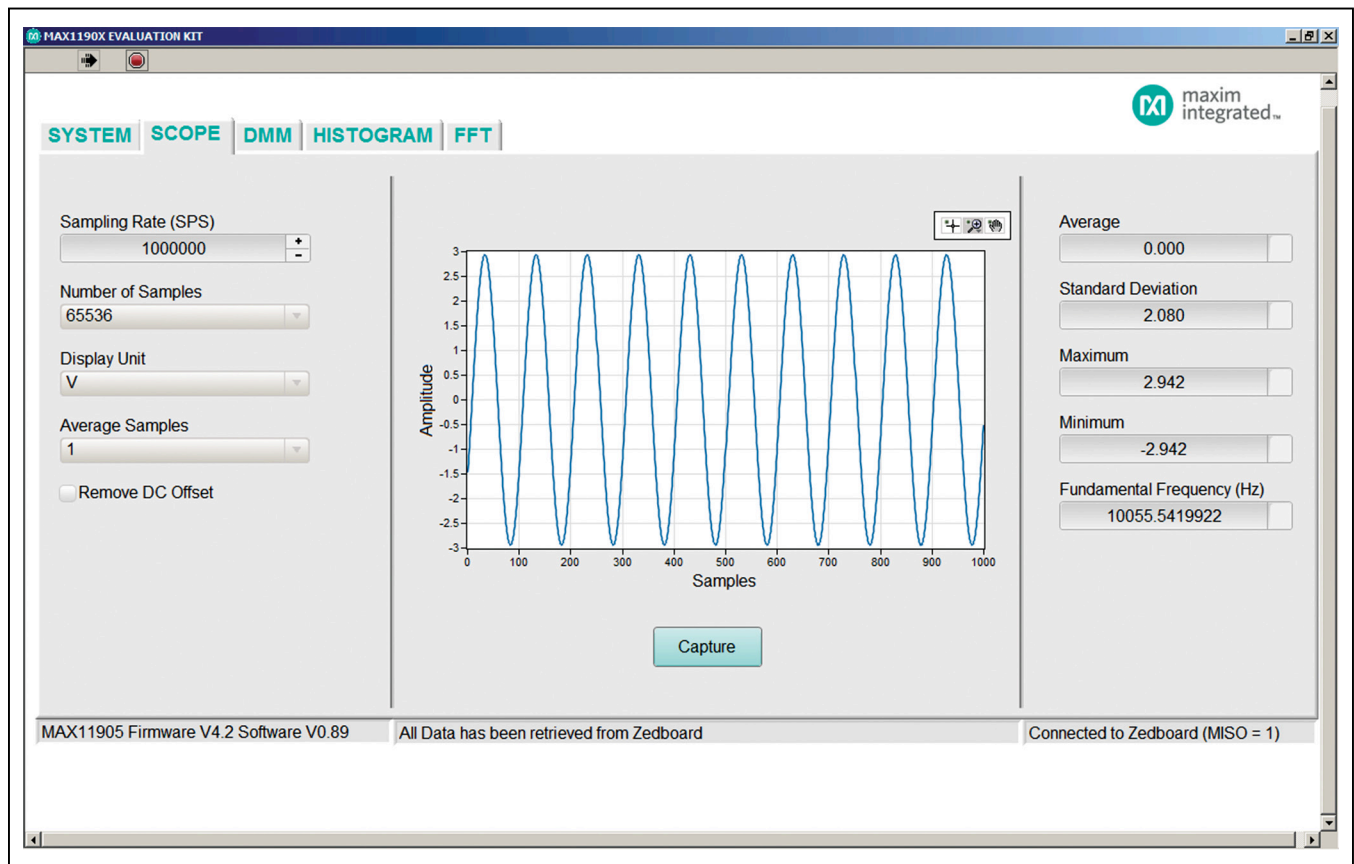 MAX1190X EVALUATION KIT
maxim
integrated™
SYSTEM SCOPE DMM HISTOGRAM FFT
Sampling Rate (SPS)
1000000
Number of Samples
65536
Display Unit
V
Average Samples
1
Remove DC Offset
3
2.5
2
1.5
1
0.5
0
-0.5
-1
-1.5
-2
-2.5
-3
Amplitude
0 100 200 300 400 500 600 700 800 900 1000
Samples
Capture
Average
0.000
Standard Deviation
2.080
Maximum
2.942
Minimum
-2.942
Fundamental Frequency (Hz)
10055.5419922
MAX11905 Firmware V4.2 Software V0.89
All Data has been retrieved from Zedboard
Connected to Zedboard (MISO = 1)